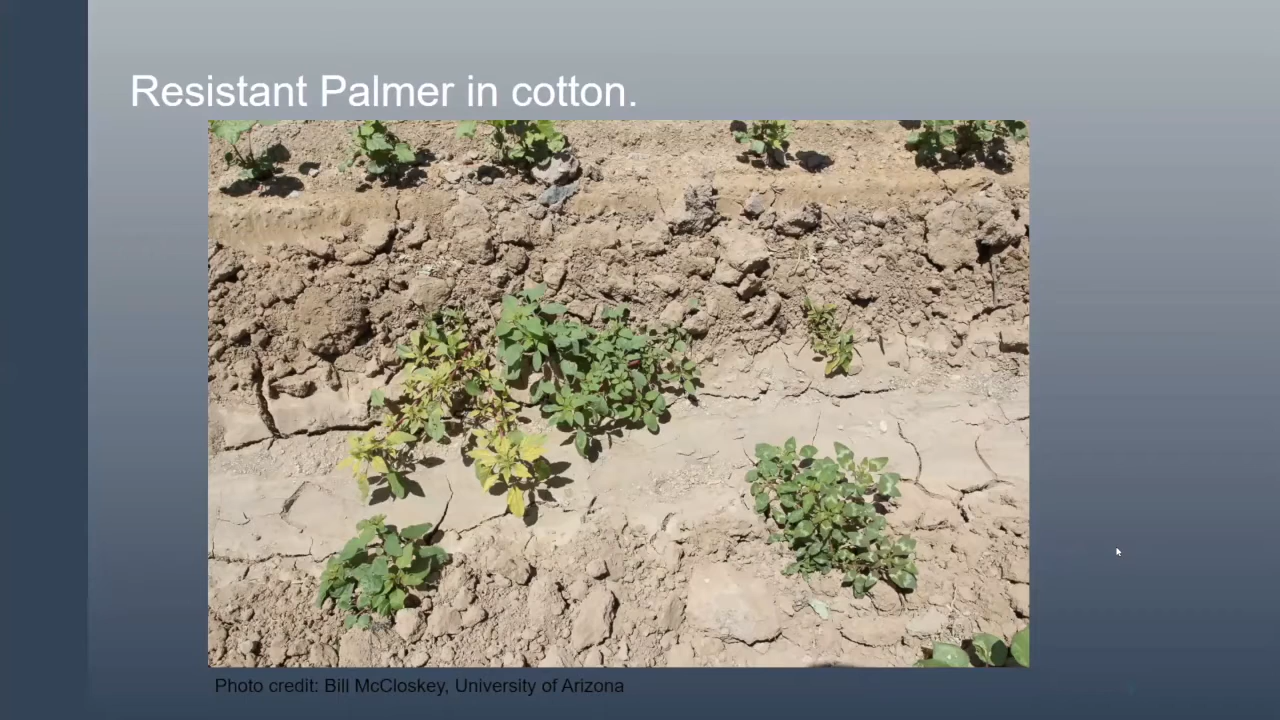 Resistant Palmer in cotton.
Photo credit: Bill McCloskey, University of Arizona